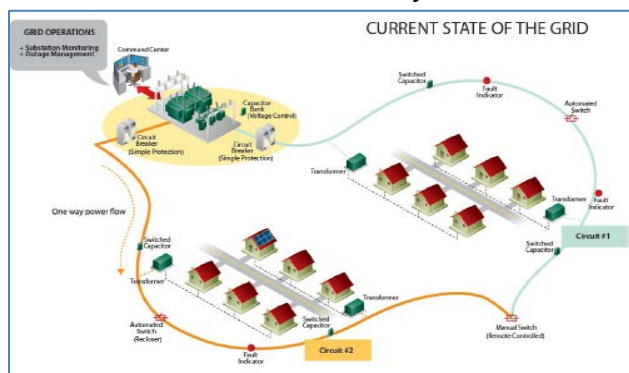 CURRENT STATE OF THE GRID
GRID OPERATIONS
+ Substation Monitoring
+ Outage Management
Command Center
Capacitor
Bank
(Voltage Control)
Circuit
Breaker
(Simple Protection)
Circuit
Breaker
(Simple Protection)
Switched
Capacitor
Fault
Indicator
Automated
Switch
Transformer
Transformer
Fault
Indicator
Circuit #1
Switched
Capacitor
Manual Switch
(Remote Controlled)
One way power flow
Switched
Capacitor
Transformer
Automated
Switch
(Recloser)
Fault
Indicator
Transformer
Switched
Capacitor
Circuit #2